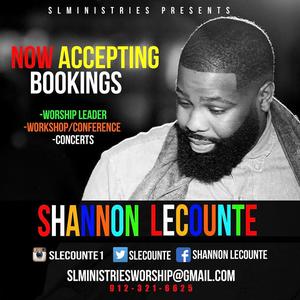 SLMINISTRIES PRESENTS
NOW ACCEPTING
BOOKINGS
-WORSHIP LEADER
-WORKSHOP/CONFERENCE
-CONCERTS
SHANNON LECOUNTE
SLECOUNTE1 SLECOUNTE SHANNON LECOUNTE
SLMINISTRIESWORSHIP@GMAIL.COM
912-321-6625